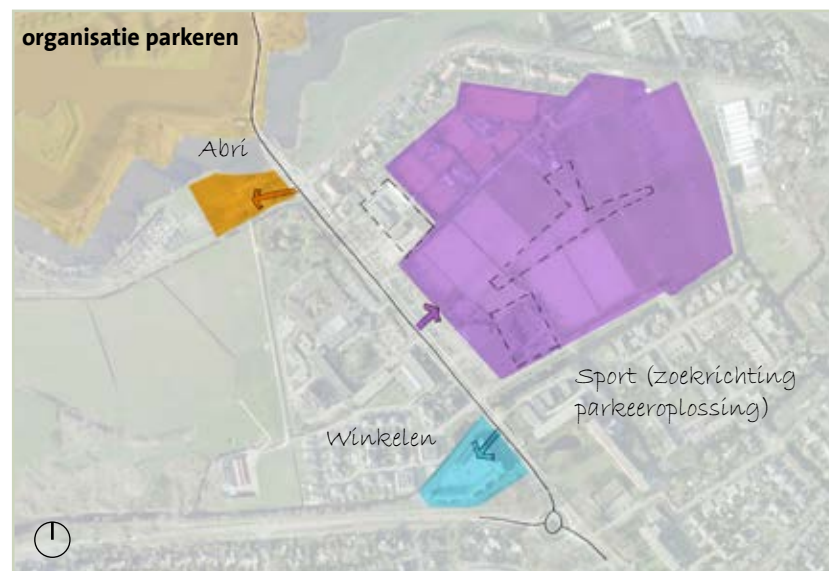 organisatie parkeren
Abri
Sport (zoekrichting
parkeeroplossing)
Winkelen